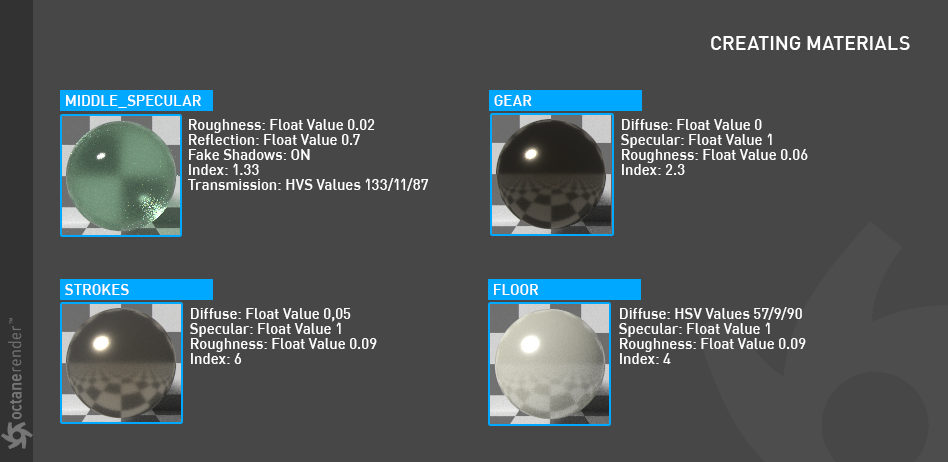 CREATING MATERIALS
MIDDLE_SPECULAR
Roughness: Float Value 0.02
Reflection: Float Value 0.7
Fake Shadows: ON
Index: 1.33
Transmission: HVS Values 133/11/87
GEAR
Diffuse: Float Value 0
Specular: Float Value 1
Roughness: Float Value 0.06
Index: 2.3
STROKES
Diffuse: Float Value 0,05
Specular: Float Value 1
Roughness: Float Value 0.09
Index: 6
FLOOR
Diffuse: HSV Values 57/9/90
Specular: Float Value 1
Roughness: Float Value 0.09
Index: 4
octanerender™